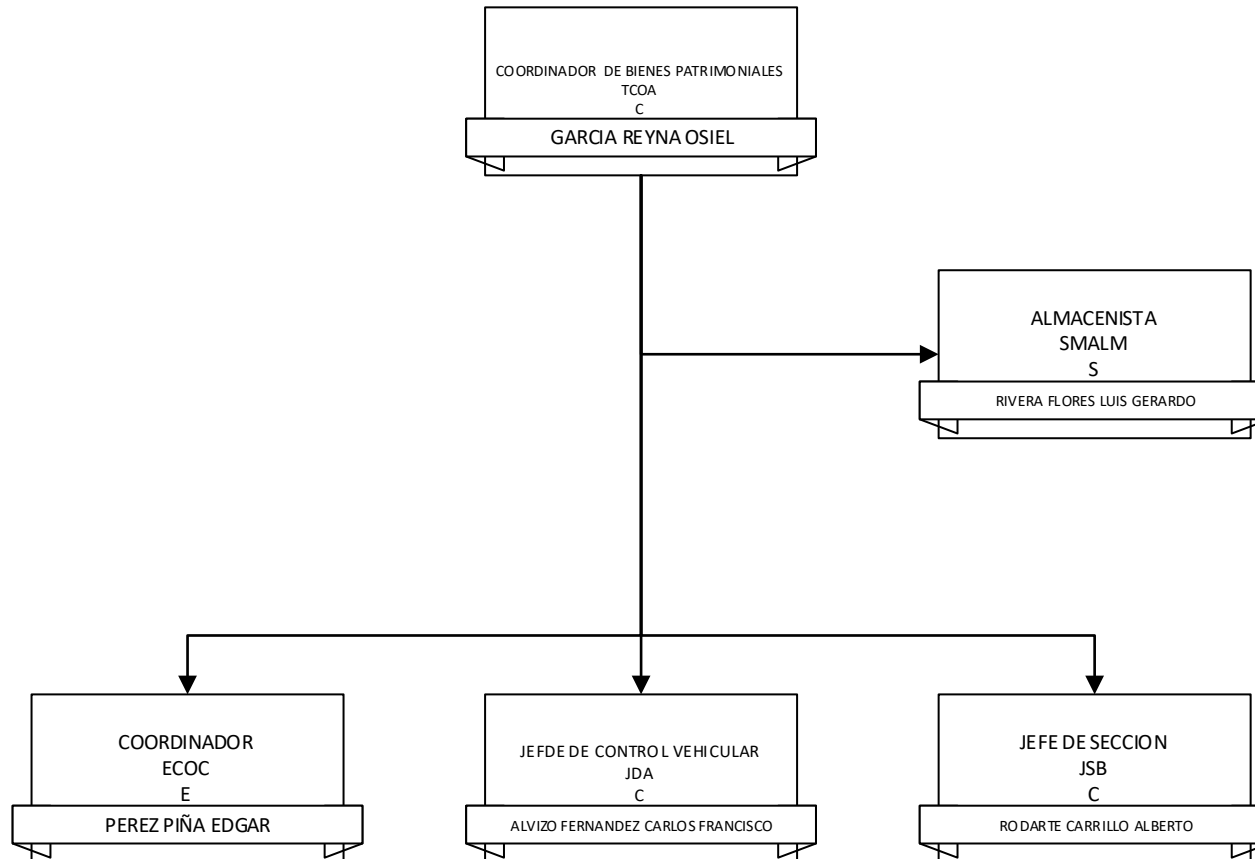 COORDINADOR DE BIENES PATRIMONIALES
TCOA
C
GARCIA REYNA OSIEL
ALMACENISTA
SMALM
S
RIVERA FLORES LUIS GERARDO
COORDINADOR
ECOC
E
PEREZ PIÑA EDGAR
JEFDE DE CONTROL VEHICULAR
JDA
C
ALVIZO FERNANDEZ CARLOS FRANCISCO
JEFE DE SECCION
JSB
C
RODARTE CARRILLO ALBERTO